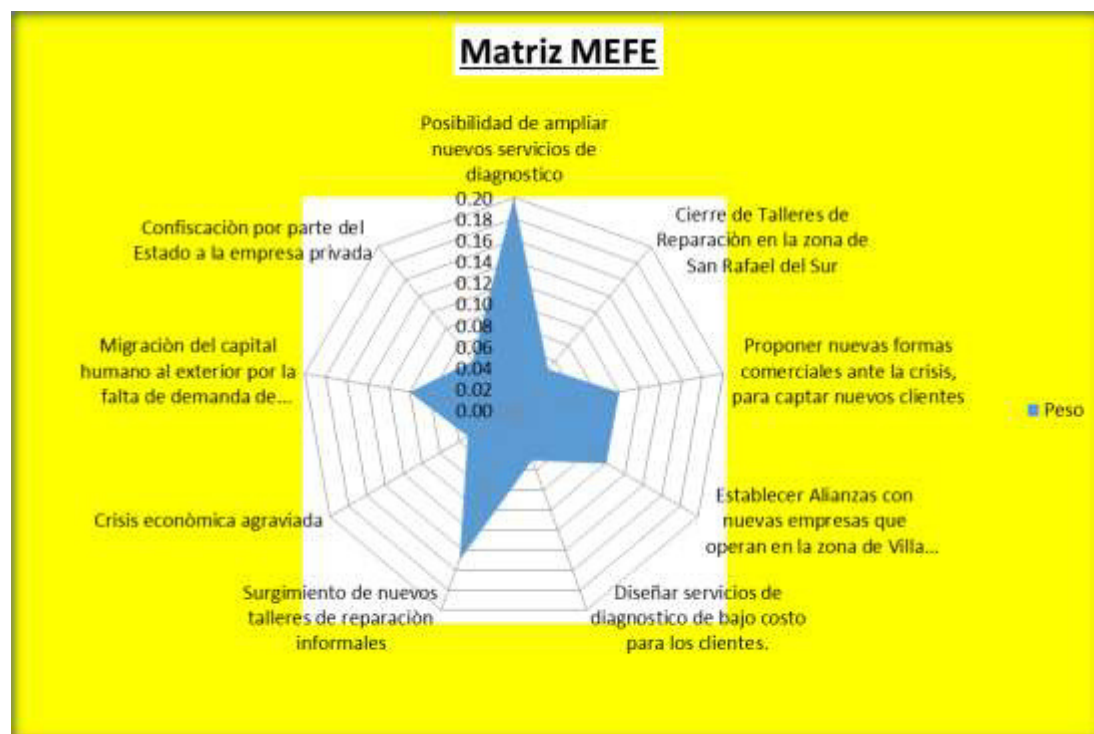 Matriz MEFE
Posibilidad de ampliar
nuevos servicios de
diagnostico
0.20
0.18
0.16
0.14
0.12
0.10
0.08
0.06
0.04
0.02
0.00
Cierre de Talleres de
Reparaciòn en la zona de
San Rafael del Sur
Proponer nuevas formas
comerciales ante la crisis,
para captar nuevos clientes
Establecer Alianzas con
nuevas empresas que
operan en la zona de Villa...
Diseñar servicios de
diagnostico de bajo costo
para los clientes.
Surgimiento de nuevos
talleres de reparaciòn
informales
Crisis econòmica agraviada
Migraciòn del capital
humano al exterior por la
falta de demanda de...
Confiscaciòn por parte del
Estado a la empresa privada
Peso